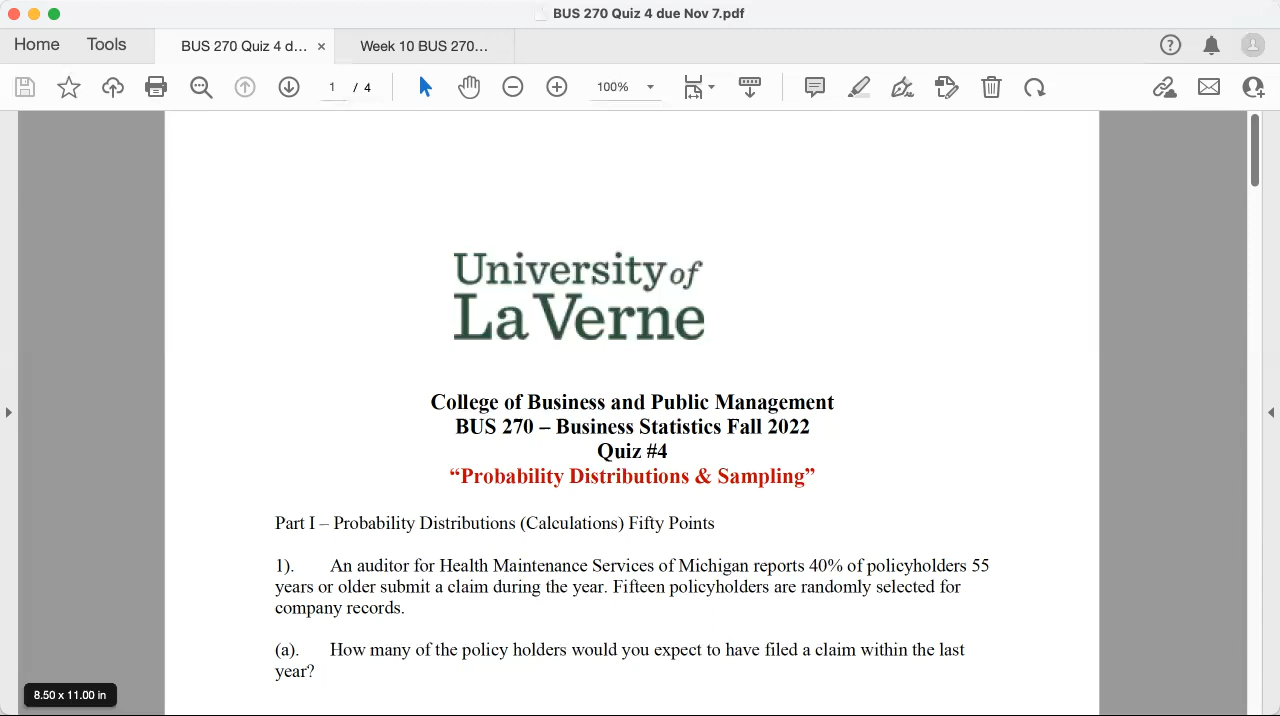 BUS 270 Quiz 4 due Nov 7.pdf
Home Tools BUS 270 Quiz 4 d... × Week 10 BUS 270...
1 / 4 100%
University of
La Verne
College of Business and Public Management
BUS 270 – Business Statistics Fall 2022
Quiz #4
“Probability Distributions & Sampling”
Part I – Probability Distributions (Calculations) Fifty Points
1). An auditor for Health Maintenance Services of Michigan reports 40% of policyholders 55
years or older submit a claim during the year. Fifteen policyholders are randomly selected for
company records.
(a). How many of the policy holders would you expect to have filed a claim within the last
year?
8.50 x 11.00 in